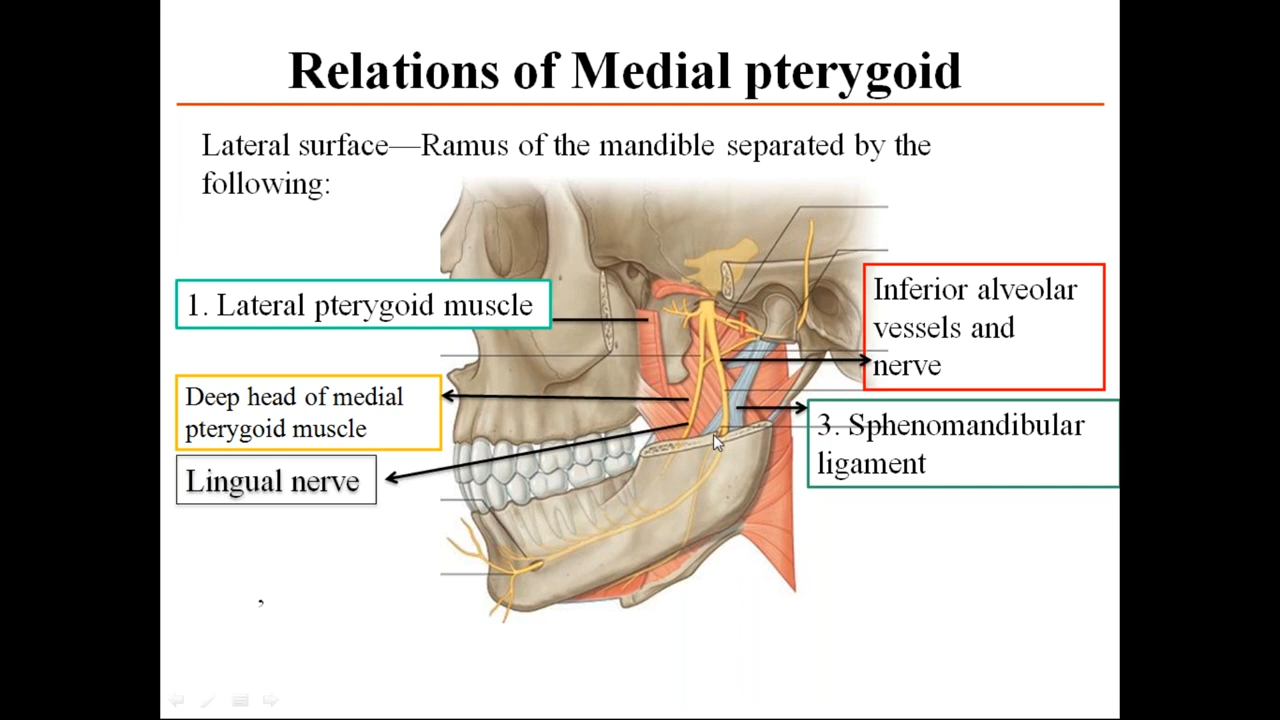 Relations of Medial pterygoid
Lateral surface—Ramus of the mandible separated by the
following:
1. Lateral pterygoid muscle
Inferior alveolar
vessels and
nerve
Deep head of medial
pterygoid muscle
3. Sphenomandibular
ligament
Lingual nerve
,